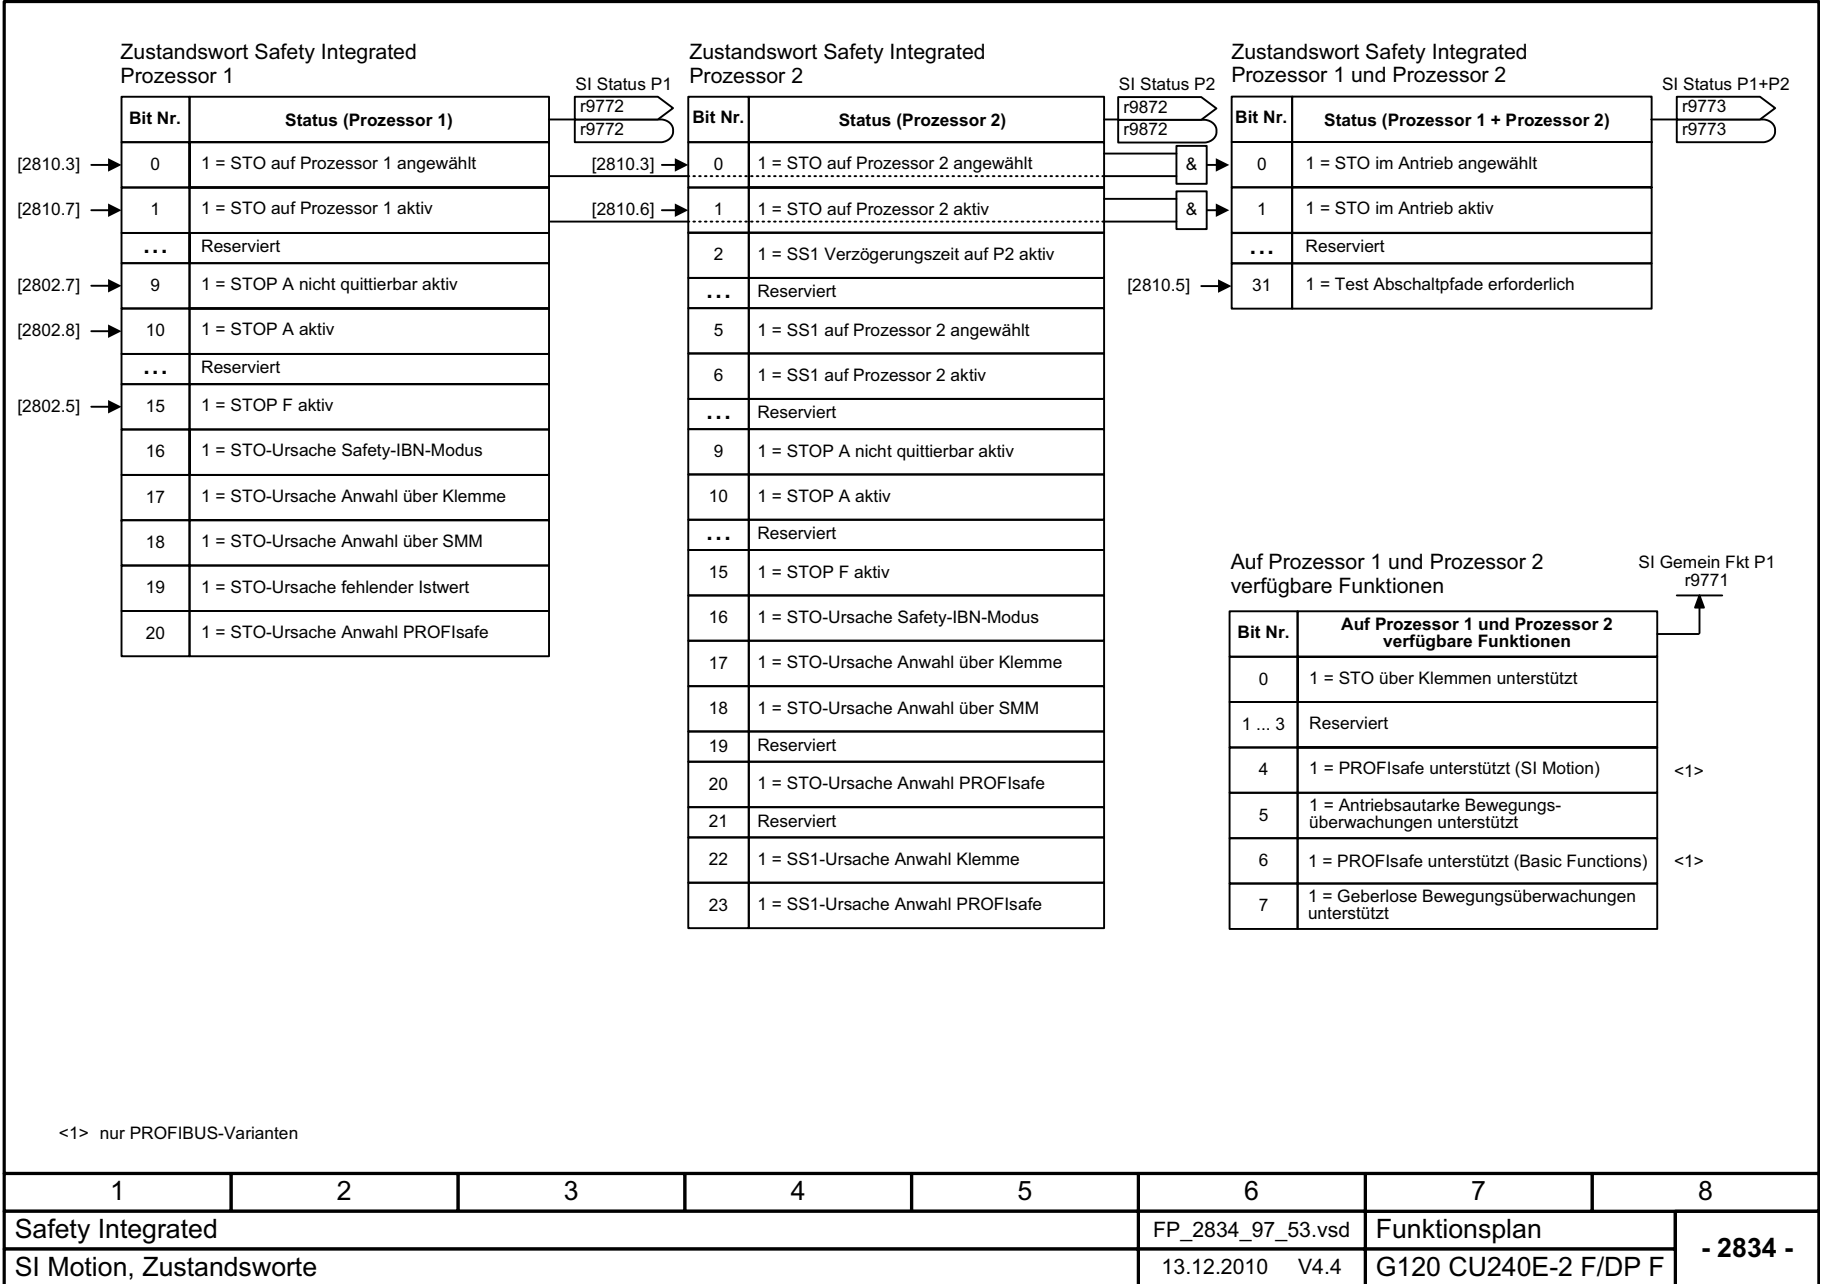 Zustandswort Safety Integrated
Prozessor 1
SI Status P1
r9772
r9772
Bit Nr. Status (Prozessor 1)
[2810.3] 0 1 = STO auf Prozessor 1 angewählt
[2810.7] 1 1 = STO auf Prozessor 1 aktiv
... Reserviert
[2802.7] 9 1 = STOP A nicht quittierbar aktiv
[2802.8] 10 1 = STOP A aktiv
... Reserviert
[2802.5] 15 1 = STOP F aktiv
16 1 = STO-Ursache Safety-IBN-Modus
17 1 = STO-Ursache Anwahl über Klemme
18 1 = STO-Ursache Anwahl über SMM
19 1 = STO-Ursache fehlender Istwert
20 1 = STO-Ursache Anwahl PROFIsafe
Zustandswort Safety Integrated
Prozessor 2
SI Status P2
r9872
r9872
Bit Nr. Status (Prozessor 2)
[2810.3] 0 1 = STO auf Prozessor 2 angewählt &
[2810.6] 1 1 = STO auf Prozessor 2 aktiv &
2 1 = SS1 Verzögerungszeit auf P2 aktiv
... Reserviert
5 1 = SS1 auf Prozessor 2 angewählt
6 1 = SS1 auf Prozessor 2 aktiv
... Reserviert
9 1 = STOP A nicht quittierbar aktiv
10 1 = STOP A aktiv
... Reserviert
15 1 = STOP F aktiv
16 1 = STO-Ursache Safety-IBN-Modus
17 1 = STO-Ursache Anwahl über Klemme
18 1 = STO-Ursache Anwahl über SMM
19 Reserviert
20 1 = STO-Ursache Anwahl PROFIsafe
21 Reserviert
22 1 = SS1-Ursache Anwahl Klemme
23 1 = SS1-Ursache Anwahl PROFIsafe
Zustandswort Safety Integrated
Prozessor 1 und Prozessor 2
SI Status P1+P2
r9773
r9773
Bit Nr. Status (Prozessor 1 + Prozessor 2)
0 1 = STO im Antrieb angewählt
1 1 = STO im Antrieb aktiv
... Reserviert
[2810.5] 31 1 = Test Abschaltpfade erforderlich
Auf Prozessor 1 und Prozessor 2
verfügbare Funktionen
SI Gemein Fkt P1
r9771
Bit Nr. Auf Prozessor 1 und Prozessor 2
verfügbare Funktionen
0 1 = STO über Klemmen unterstützt
1 ... 3 Reserviert
4 1 = PROFIsafe unterstützt (SI Motion) <1>
5 1 = Antriebsautarke Bewegungs-
überwachungen unterstützt
6 1 = PROFIsafe unterstützt (Basic Functions) <1>
7 1 = Geberlose Bewegungsüberwachungen
unterstützt
<1> nur PROFIBUS-Varianten
1 2 3 4 5 6 7 8
Safety Integrated FP_2834_97_53.vsd Funktionsplan - 2834 -
SI Motion, Zustandsworte 13.12.2010 V4.4 G120 CU240E-2 F/DP F